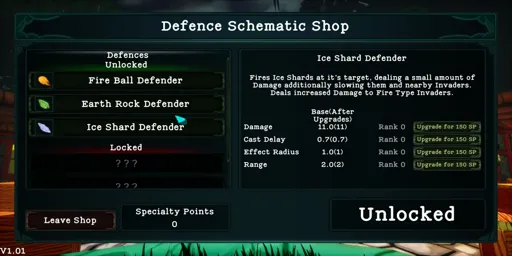 Defence Schematic Shop
Defences
Unlocked
Fire Ball Defender
Earth Rock Defender
Ice Shard Defender
Locked
???
???
Leave Shop
Specialty Points
0
Ice Shard Defender
Fires Ice Shards at it's target, dealing a small amount of
Damage additionally slowing them and nearby Invaders.
Deals increased Damage to Fire Type Invaders.
Base(After
Upgrades)
Damage 11.0(11) Rank 0 Upgrade for 150 SP
Cast Delay 0.7(0.7) Rank 0 Upgrade for 150 SP
Effect Radius 1.0(1) Rank 0 Upgrade for 150 SP
Range 2.0(2) Rank 0 Upgrade for 150 SP
Unlocked
V1.01